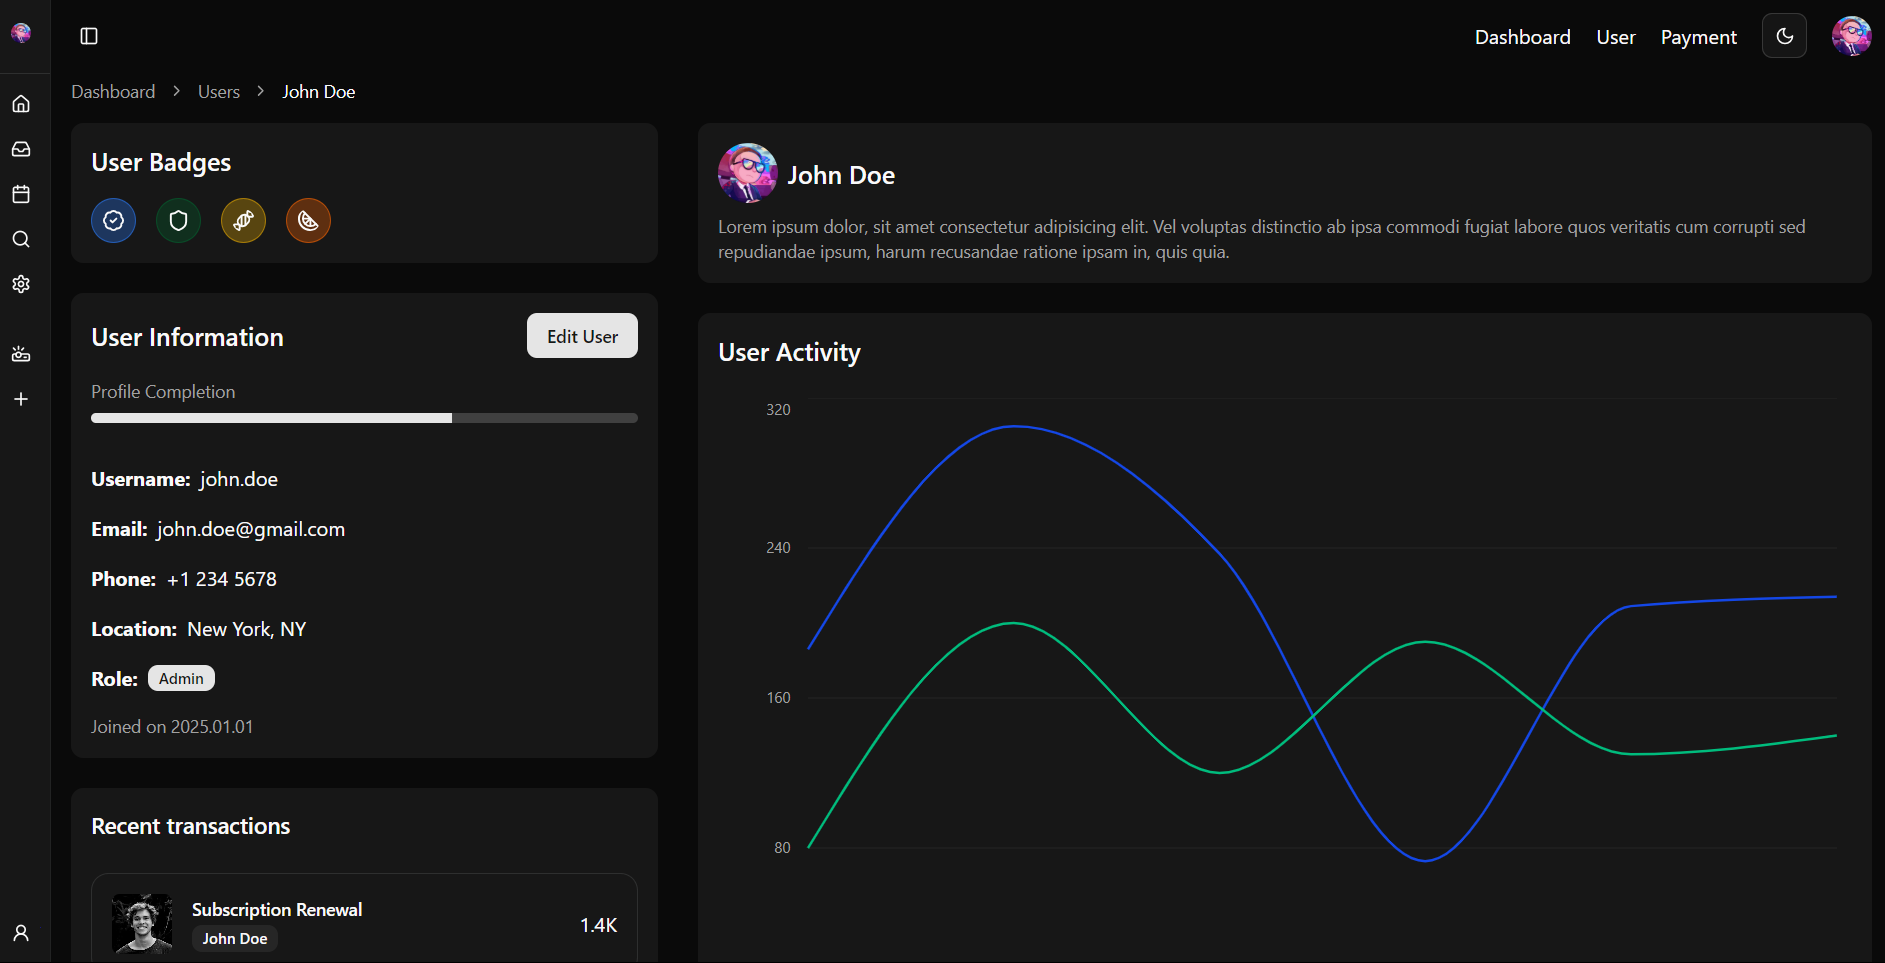 Dashboard
User
Payment
Dashboard > Users > John Doe
User Badges
User Information
Edit User
Profile Completion
Username: john.doe
Email: john.doe@gmail.com
Phone: +1 234 5678
Location: New York, NY
Role: Admin
Joined on 2025.01.01
Recent transactions
Subscription Renewal
John Doe
1.4K
John Doe
Lorem ipsum dolor, sit amet consectetur adipisicing elit. Vel voluptas distinctio ab ipsa commodi fugiat labore quos veritatis cum corrupti sed
repudiandae ipsum, harum recusandae ratione ipsam in, quis quia.
User Activity
320
240
160
80